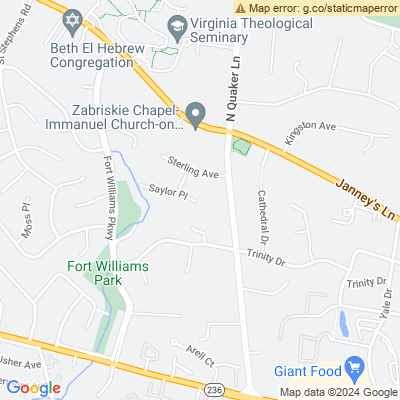 Map error: g.co/staticmaperror
Virginia Theological
Seminary
Beth El Hebrew
Congregation
St Stephens Rd
N Quaker Ln
Zabriskie Chapel-
Immanuel Church-on...
Kingston Ave
Sterling Ave
Saylor Pl
Fort Williams Pkwy
Moss Pl
Cathedral Dr
Janney's Ln
Trinity Dr
Fort Williams
Park
Trinity Dr
Yale Dr
Arell Ct
Usher Ave
Giant Food
236
Google
Map data ©2024 Google